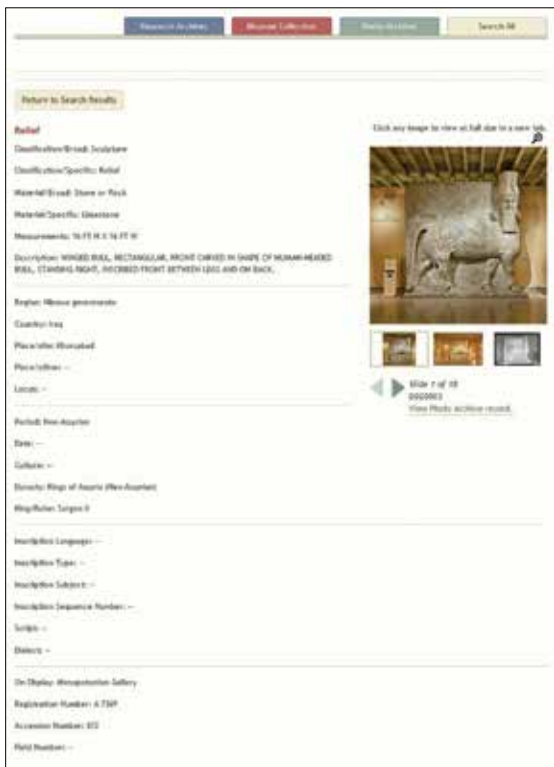 Research Archives
Museum Collection
Photo Archives
Search All
Return to Search Results
Relief
Classification/Broad: Sculpture
Classification/Specific: Relief
Material/Broad: Stone or Rock
Material/Specific: Limestone
Measurements: 16 FT H X 16 FT W
Description: WINGED BULL, RECTANGULAR, FRONT CARVED IN SHAPE OF HUMAN-HEADED
BULL, STANDING RIGHT, INSCRIBED FRONT BETWEEN LEGS AND ON BACK.
Region: Ninawa governorate
Country: Iraq
Place/site: Khorsabad
Place/other: --
Locus: --
Period: Neo-Assyrian
Date: --
Culture: --
Dynasty: Kings of Assyria (Neo-Assyrian)
King/Ruler: Sargon II
Inscription Language: --
Inscription Type: --
Inscription Subject: --
Inscription Sequence Number: --
Script: --
Dialect: --
On Display: Mesopotamian Gallery
Registration Number: A 7369
Accession Number:
Field Number: --
Click any image to view at full size in a new tab.
Slide 1 of
View Photo archive record.